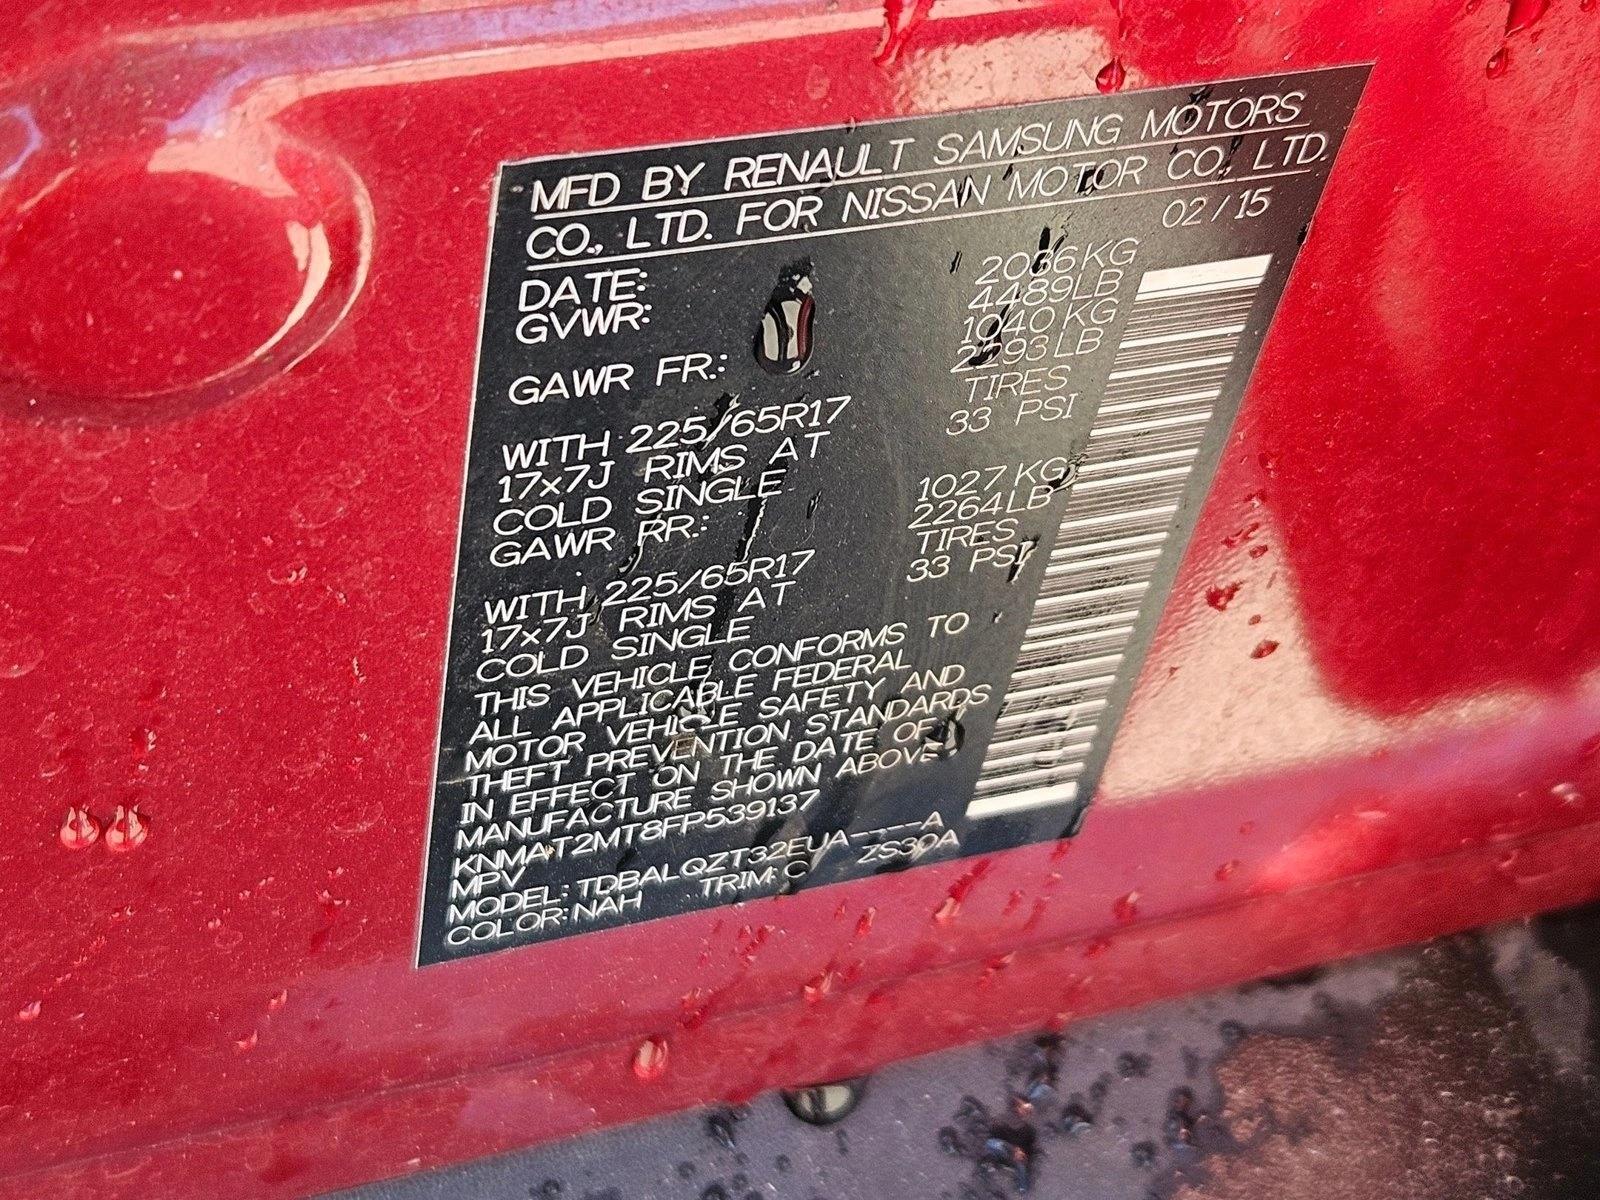 MFD BY RENAULT SAMSUNG MOTORS
CO., LTD. FOR NISSAN MOTOR CO., LTD.
DATE: 02/15
GVWR: 2036KG
4489LB
GAWR FR.: 1040KG
2293LB
WITH 225/65R17 TIRES
17x7J RIMS AT 33 PSI
COLD SINGLE
GAWR RR.: 1027KG
2264LB
WITH 225/65R17 TIRES
17x7J RIMS AT 33 PSI
COLD SINGLE
THIS VEHICLE CONFORMS TO
ALL APPLICABLE FEDERAL
MOTOR VEHICLE SAFETY AND
THEFT PREVENTION STANDARDS
IN EFFECT ON THE DATE OF
MANUFACTURE SHOWN ABOVE
KNMAT2MT8FP539137
MPV
MODEL: TDBALQZT32EUA----A
COLOR: NAH TRIM: C ZS30A